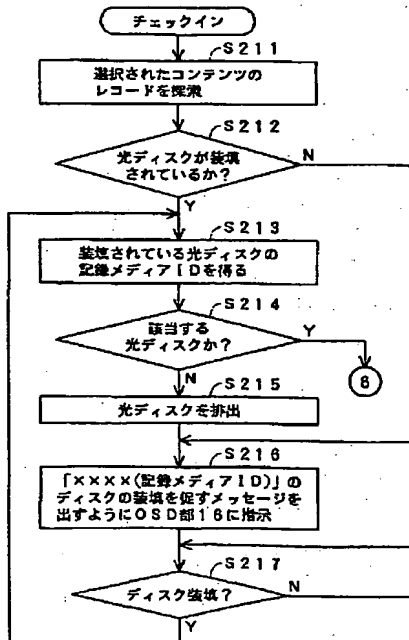 チェックイン
S211
選択されたコンテンツの
レコードを探索
S212
光ディスクが装填
されているか?
N
Y
S213
装填されている光ディスクの
記録メディアIDを得る
S214
該当する
光ディスクか?
Y
8
N
S215
光ディスクを排出
S216
「××××(記録メディアID)」の
ディスクの装填を促すメッセージを
出すようにOSD部16に指示
S217
ディスク装填?
N
Y